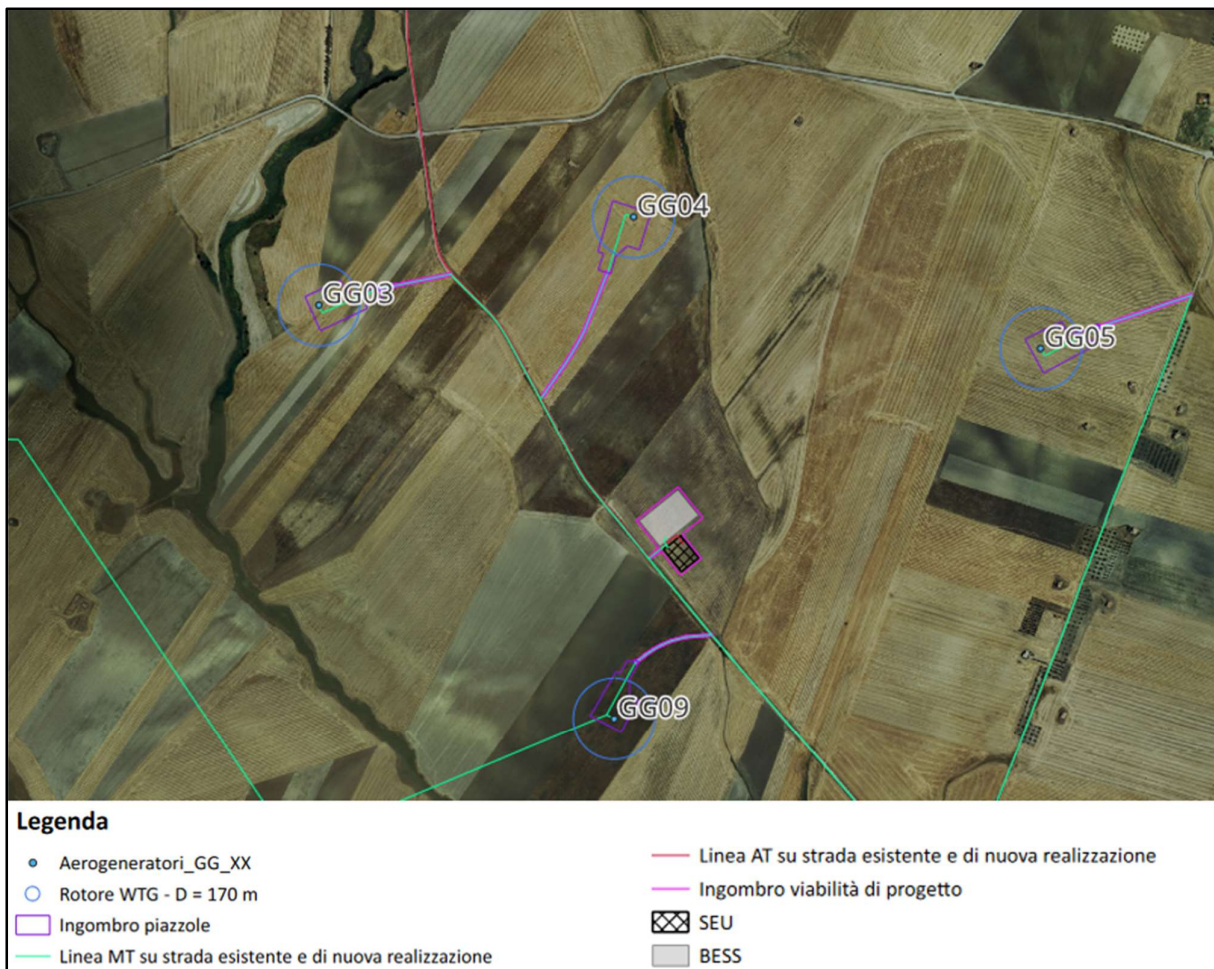 GG04
GG03
GG05
GG09
Legenda
Aerogeneratori_GG_XX
Rotore WTG - D = 170 m
Ingombro piazzole
Linea MT su strada esistente e di nuova realizzazione
Linea AT su strada esistente e di nuova realizzazione
Ingombro viabilità di progetto
SEU
BESS